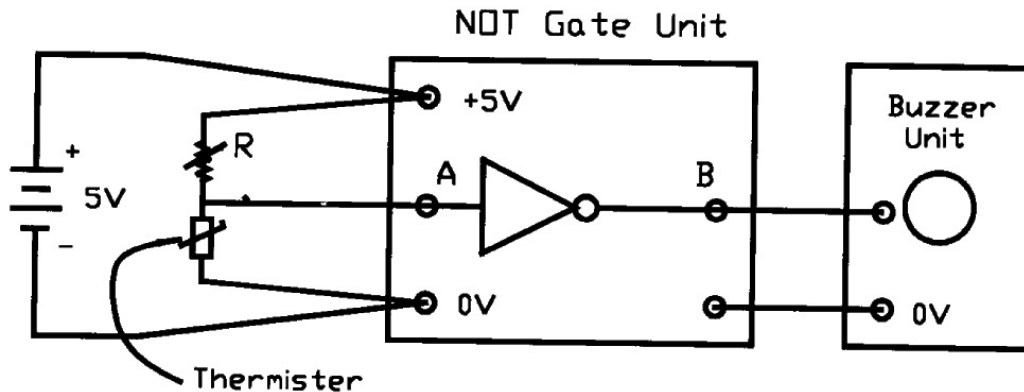 NOT Gate Unit
+5V
Buzzer
Unit
R
A
B
+
5V
-
0V
0V
Thermister